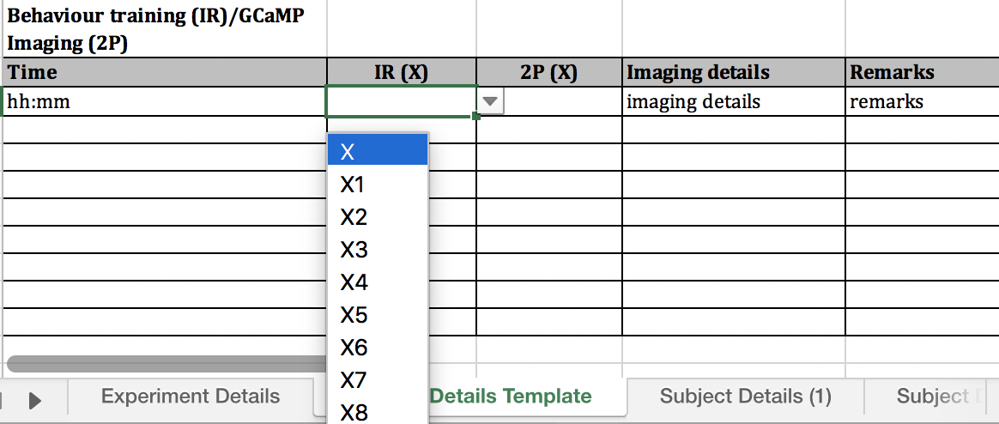 Behaviour training (IR)/GCaMP
Imaging (2P)
Time IR (X) 2P (X) Imaging details Remarks
hh:mm imaging details remarks
X
X1
X2
X3
X4
X5
X6
X7
X8
Experiment Details Details Template Subject Details (1) Subject